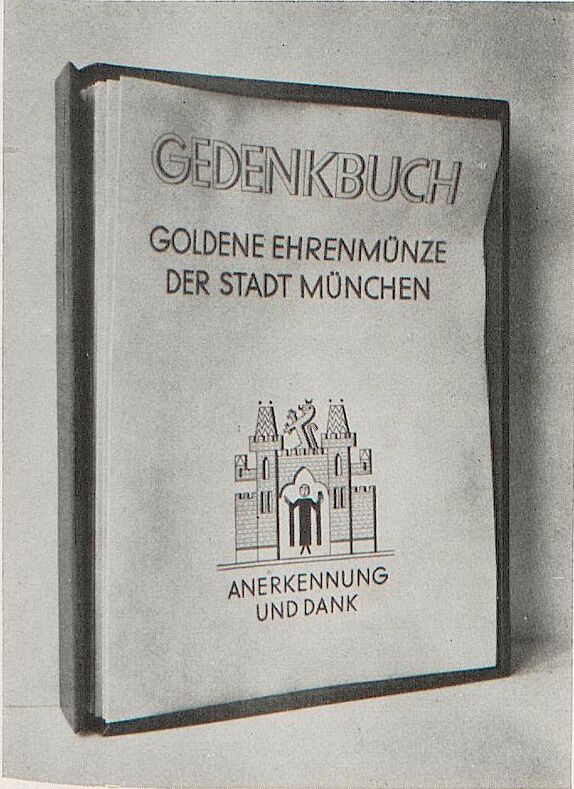 GEDENKBUCH
GOLDENE EHRENMÜNZE
DER STADT MÜNCHEN
ANERKENNUNG
UND DANK